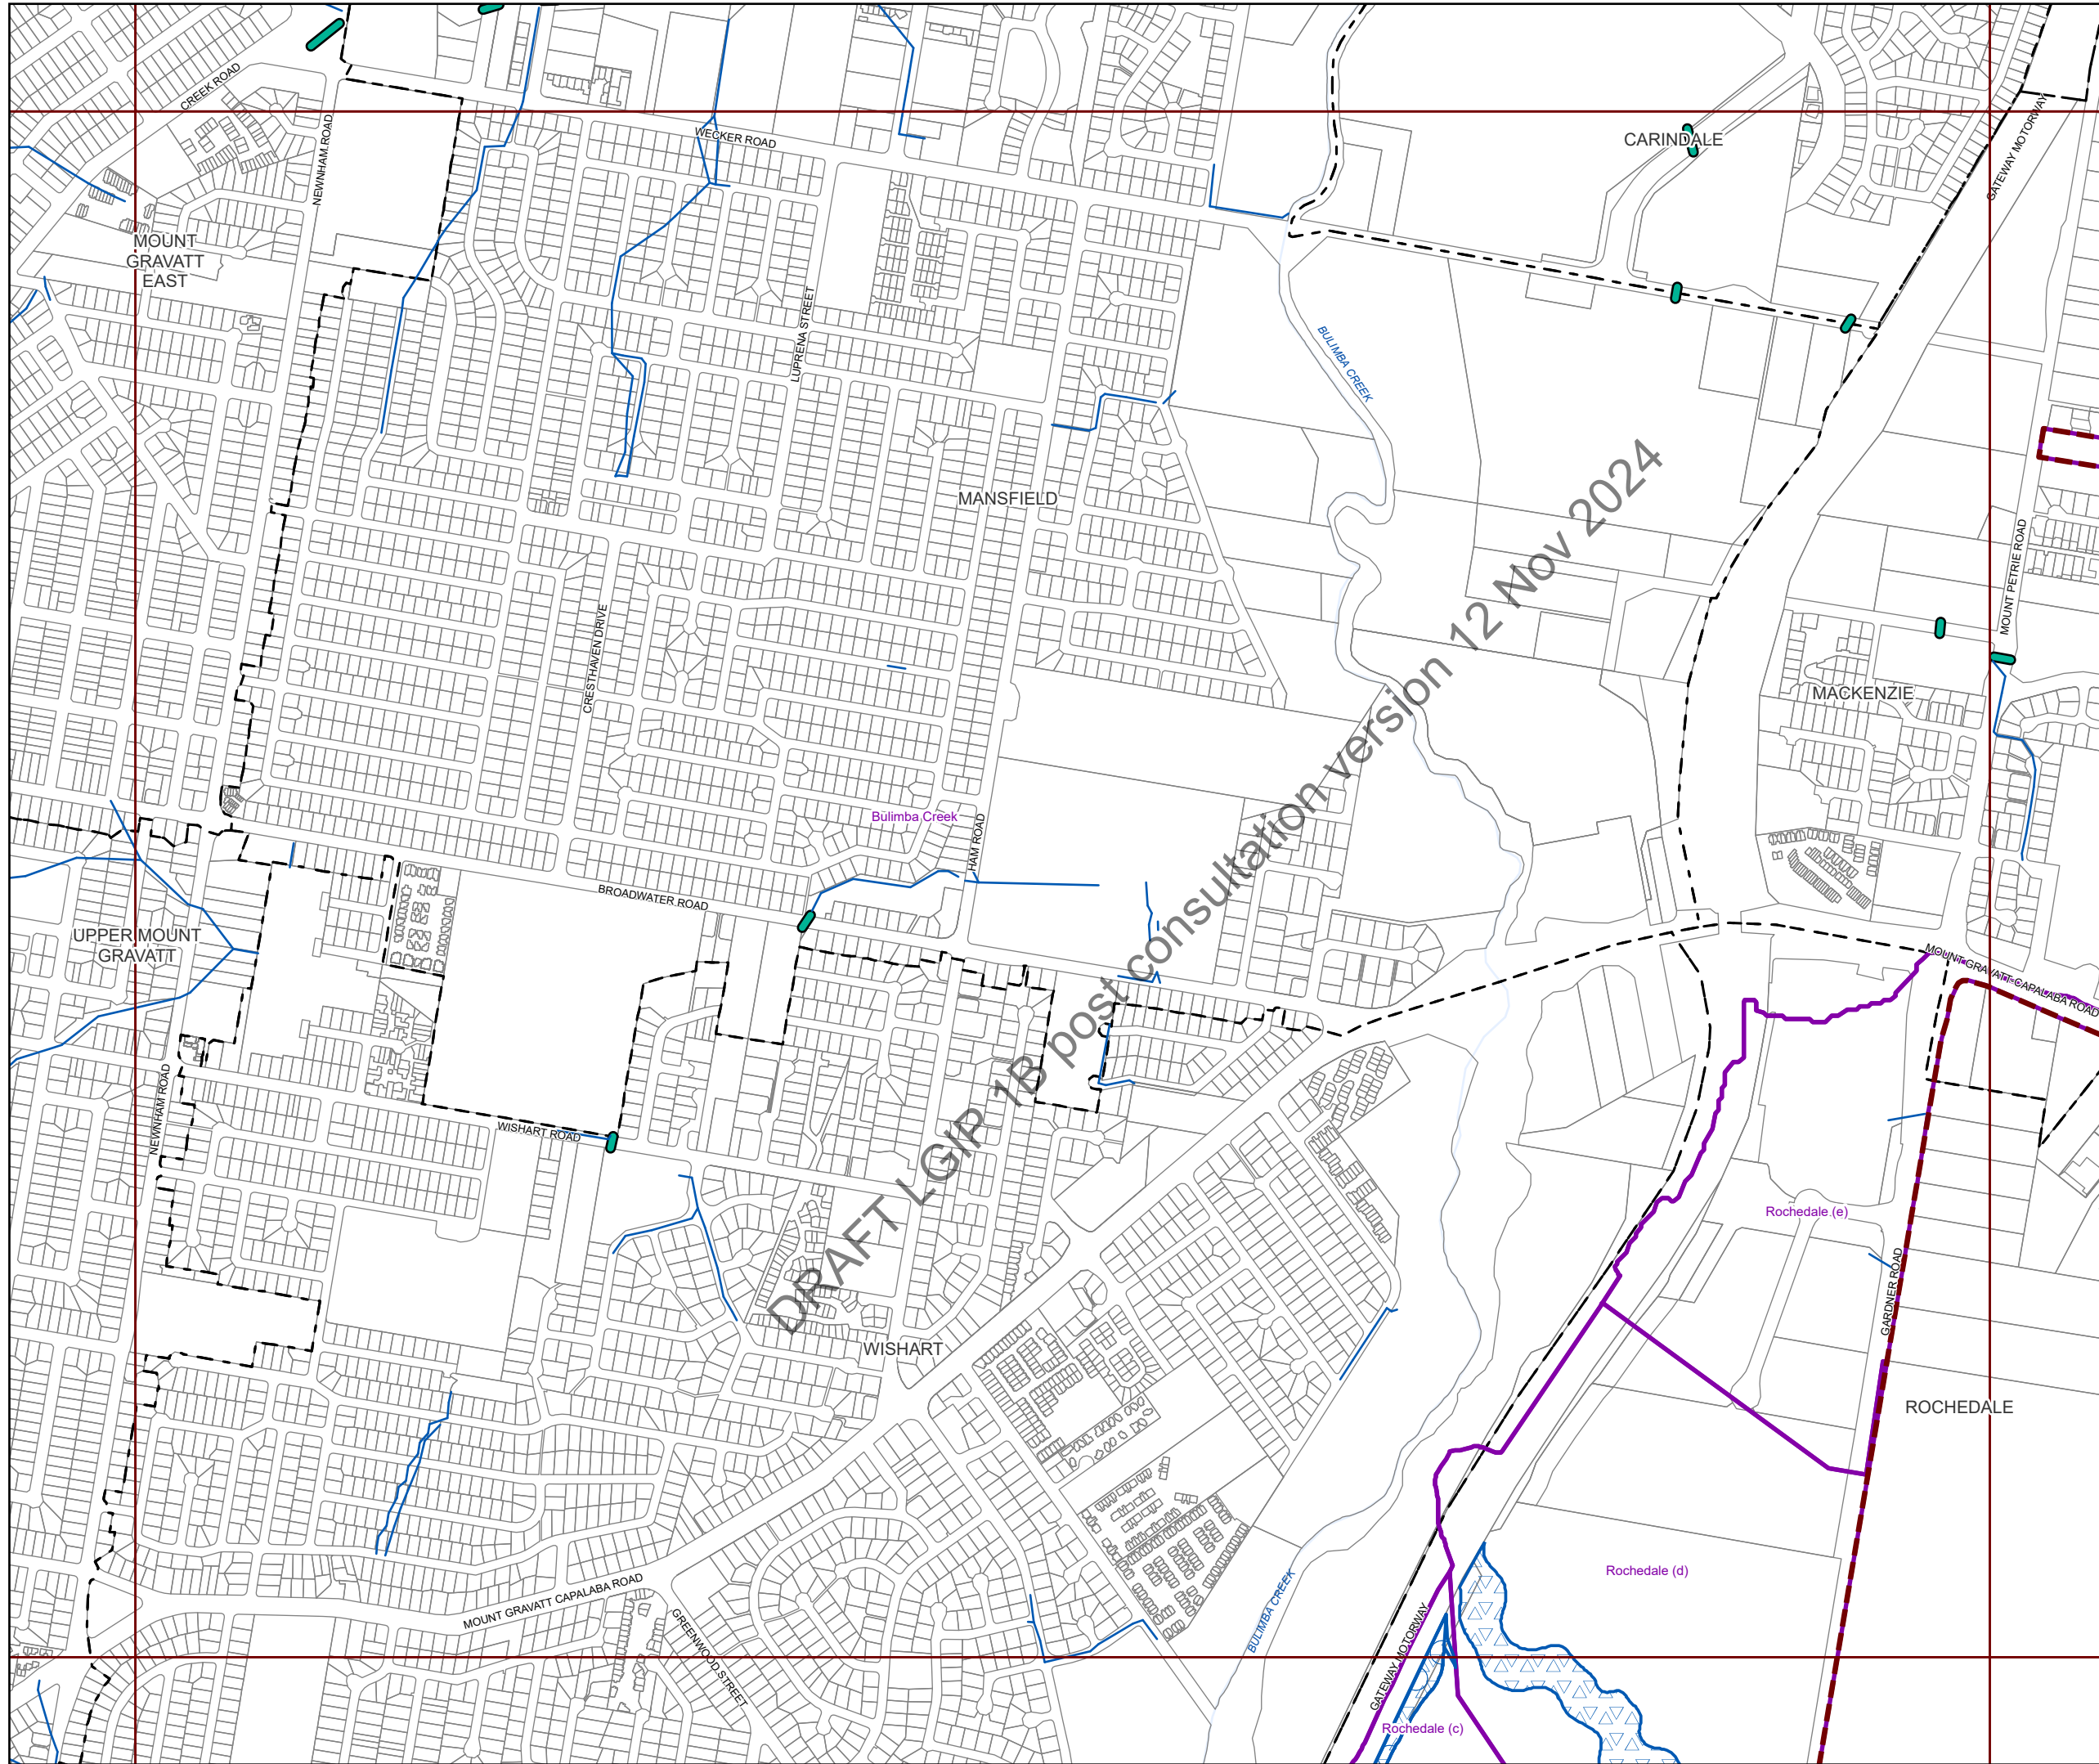 CREEK ROAD
NEWNHAM ROAD
WECKER ROAD
CARINDALE
GATEWAY MOTORWAY
MOUNT
GRAVATT
EAST
LUPRENA STREET
BULIMBA CREEK
MANSFIELD
MOUNT PETRIE ROAD
CRESTHAVEN DRIVE
MACKENZIE
Bulimba Creek
HAM ROAD
BROADWATER ROAD
UPPER MOUNT
GRAVATT
MOUNT GRAVATT-CAPALABA ROAD
NEWNHAM ROAD
WISHART ROAD
DRAFT LGIP 1B post consultation version 12 Nov 2024
Rochedale (e)
GARDNER ROAD
WISHART
ROCHEDALE
Rochedale (d)
MOUNT GRAVATT CAPALABA ROAD
GREENWOOD STREET
BULIMBA CREEK
GATEWAY MOTORWAY
Rochedale (c)